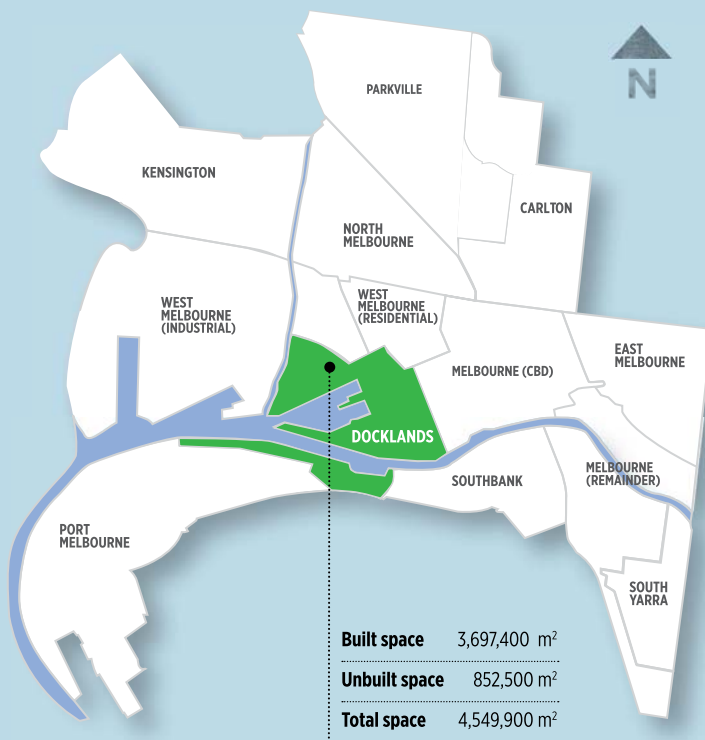 N
PARKVILLE
KENSINGTON
CARLTON
NORTH
MELBOURNE
WEST
MELBOURNE
(INDUSTRIAL)
WEST
MELBOURNE
(RESIDENTIAL)
EAST
MELBOURNE
MELBOURNE (CBD)
DOCKLANDS
MELBOURNE
(REMAINDER)
SOUTHBANK
PORT
MELBOURNE
SOUTH
YARRA
Built space 3,697,400 m²
Unbuilt space 852,500 m²
Total space 4,549,900 m²